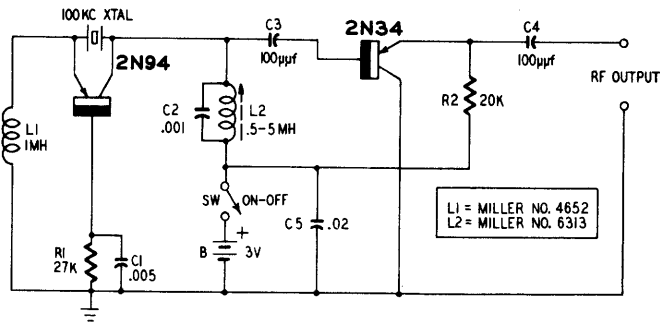 100KC XTAL
2N94
C3
100μμf
2N34
C4
100μμf
RF OUTPUT
R2
20K
C2
.001
L2
.5-5MH
L1
1MH
SW
ON-OFF
C5
.02
B
+
3V
R1
27K
C1
.005
L1 = MILLER NO. 4652
L2 = MILLER NO. 6313